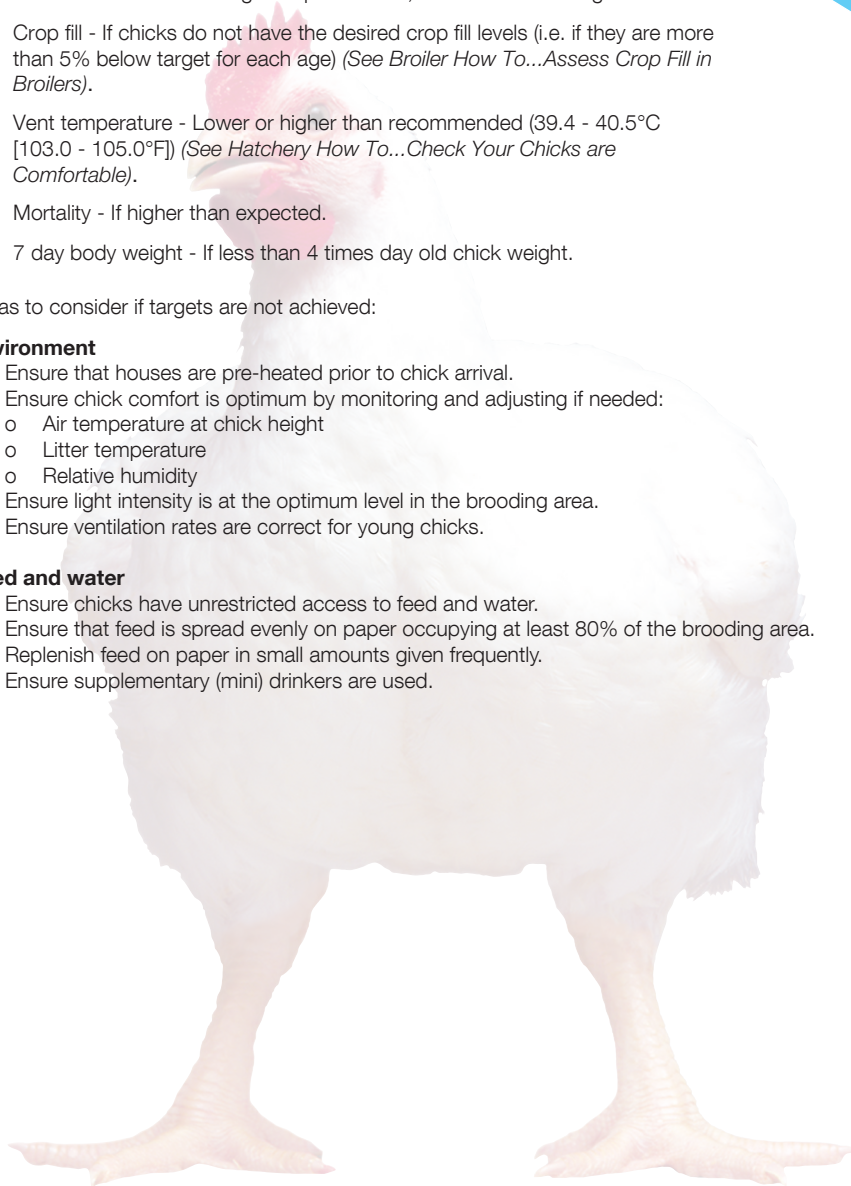 Crop fill - If chicks do not have the desired crop fill levels (i.e. if they are more
than 5% below target for each age) (See Broiler How To...Assess Crop Fill in
Broilers).
Vent temperature - Lower or higher than recommended (39.4 - 40.5°C
[103.0 - 105.0°F]) (See Hatchery How To...Check Your Chicks are
Comfortable).
Mortality - If higher than expected.
7 day body weight - If less than 4 times day old chick weight.
as to consider if targets are not achieved:
vironment
Ensure that houses are pre-heated prior to chick arrival.
Ensure chick comfort is optimum by monitoring and adjusting if needed:
o Air temperature at chick height
o Litter temperature
o Relative humidity
Ensure light intensity is at the optimum level in the brooding area.
Ensure ventilation rates are correct for young chicks.
ed and water
Ensure chicks have unrestricted access to feed and water.
Ensure that feed is spread evenly on paper occupying at least 80% of the brooding area.
Replenish feed on paper in small amounts given frequently.
Ensure supplementary (mini) drinkers are used.